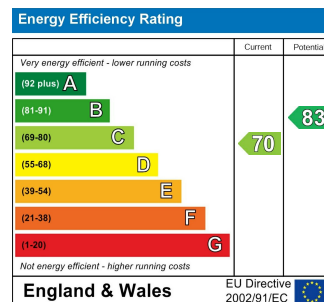 Energy Efficiency Rating
Current Potential
Very energy efficient - lower running costs
(92 plus) A
(81-91) B
(69-80) C
(55-68) D
(39-54) E
(21-38) F
(1-20) G
70
83
Not energy efficient - higher running costs
England & Wales
EU Directive
2002/91/EC